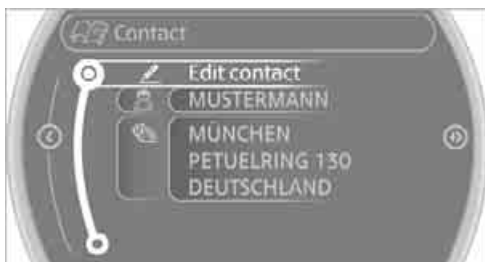 Contact
Edit contact
MUSTERMANN
MÜNCHEN
PETUELRING 130
DEUTSCHLAND